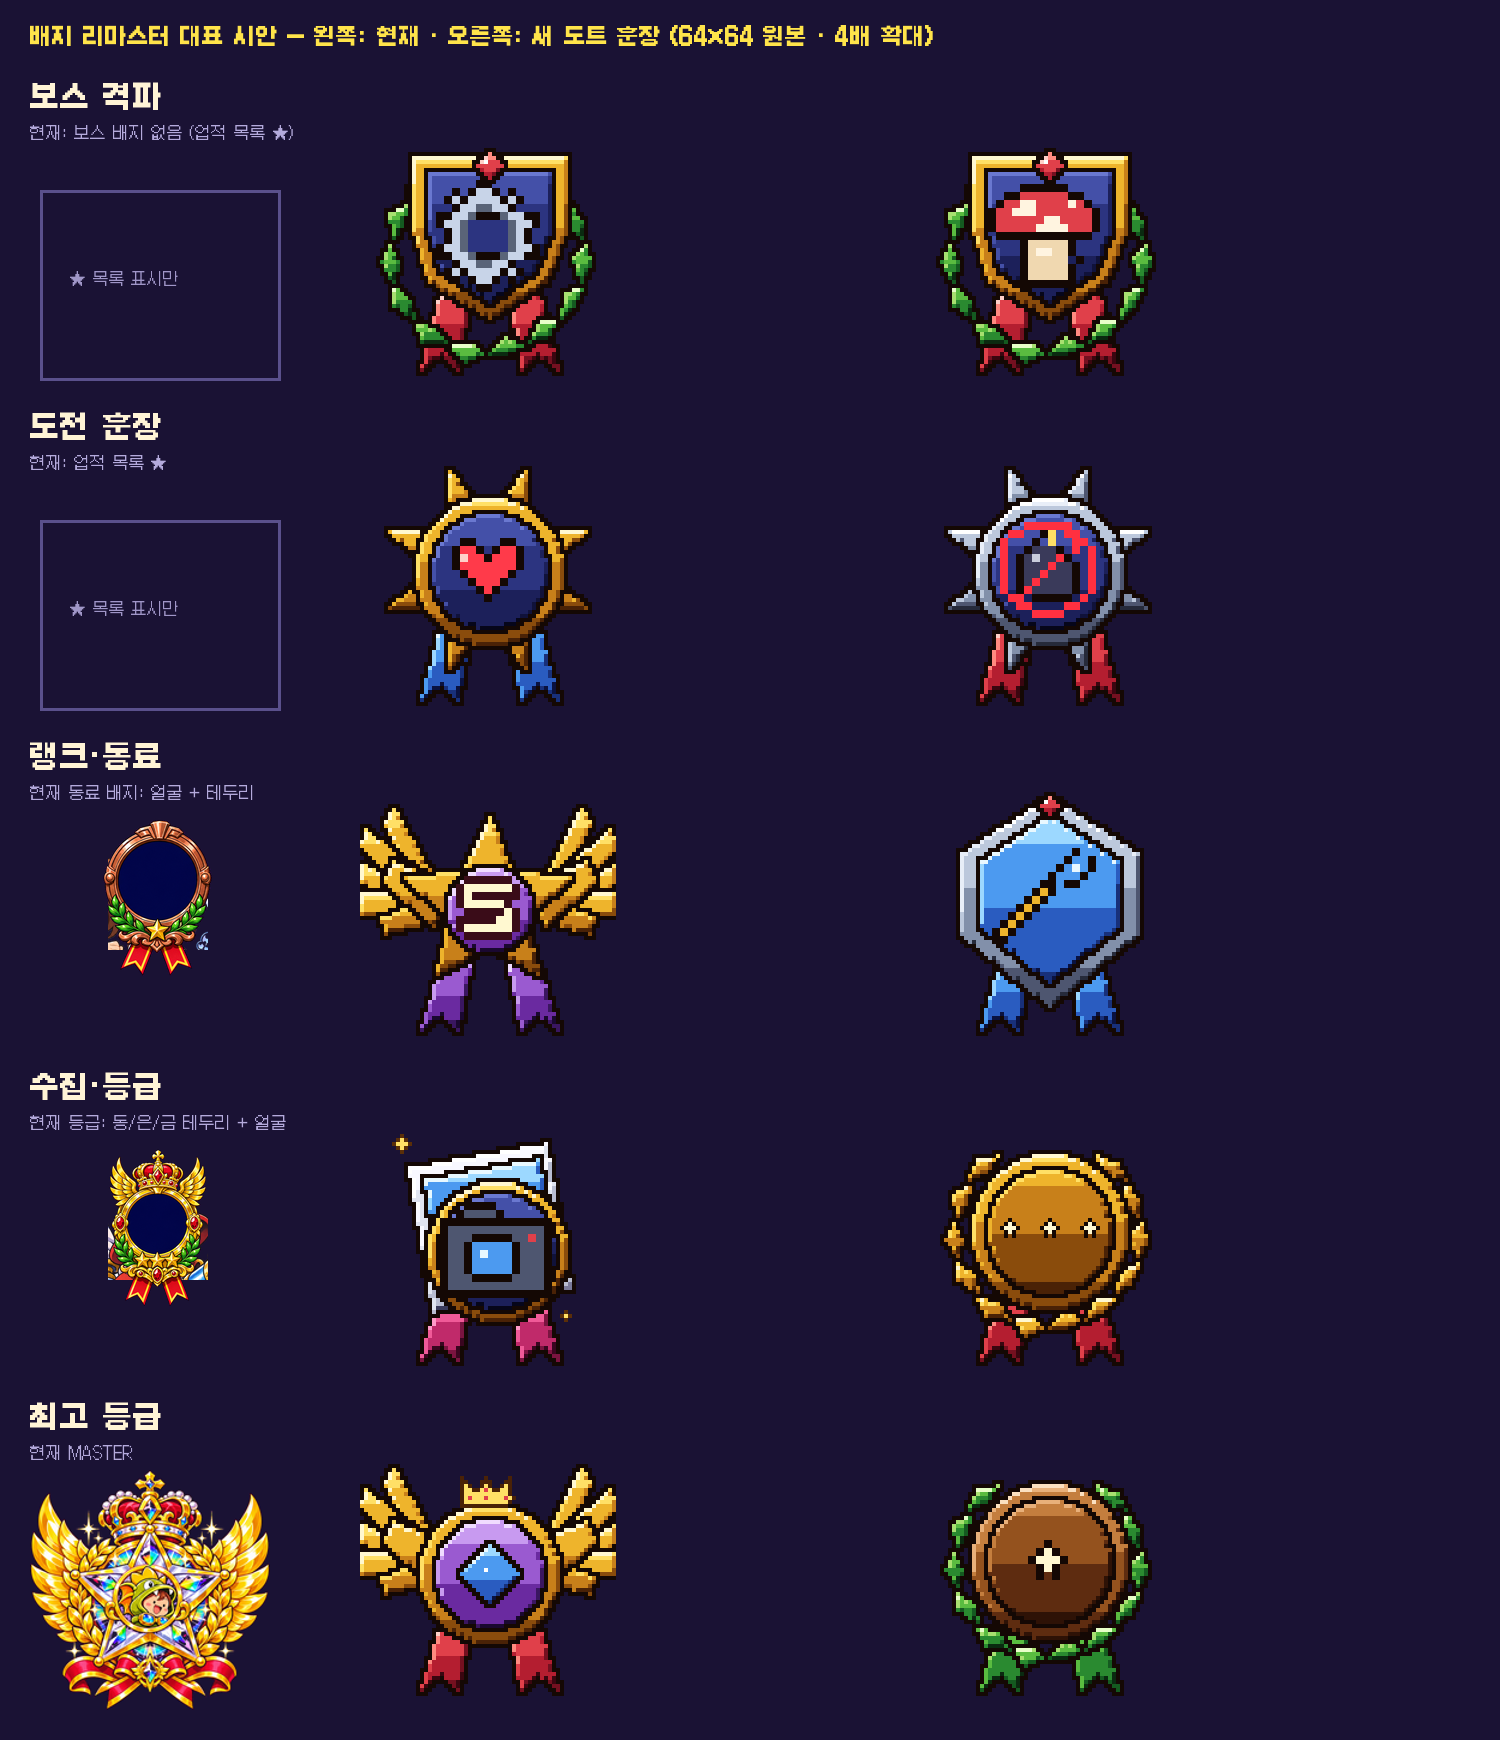 배지 리마스터 대표 시안 — 왼쪽: 현재 · 오른쪽: 새 도트 훈장 (64×64 원본 · 4배 확대)
보스 격파
현재: 보스 배지 없음 (업적 목록 ★)
★ 목록 표시만
도전 훈장
현재: 업적 목록 ★
★ 목록 표시만
랭크·동료
현재 동료 배지: 얼굴 + 테두리
S
수집·등급
현재 등급: 동/은/금 테두리 + 얼굴
최고 등급
현재 MASTER